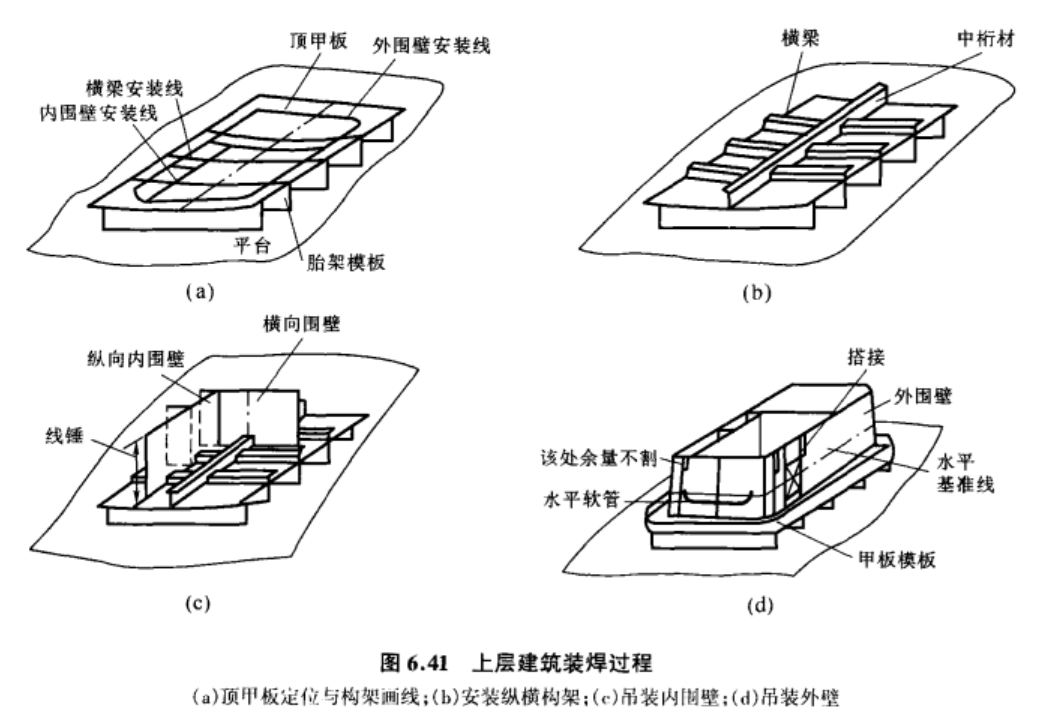 顶甲板
外围壁安装线
横梁安装线
内围壁安装线
平台
胎架模板
(a)
横梁
中桁材
(b)
横向围壁
纵向内围壁
线锤
(c)
搭接
外围壁
该处余量不割
水平软管
水平
基准线
甲板模板
(d)
图 6.41 上层建筑装焊过程
(a)顶甲板定位与构架画线;(b)安装纵横构架;(c)吊装内围壁;(d)吊装外壁